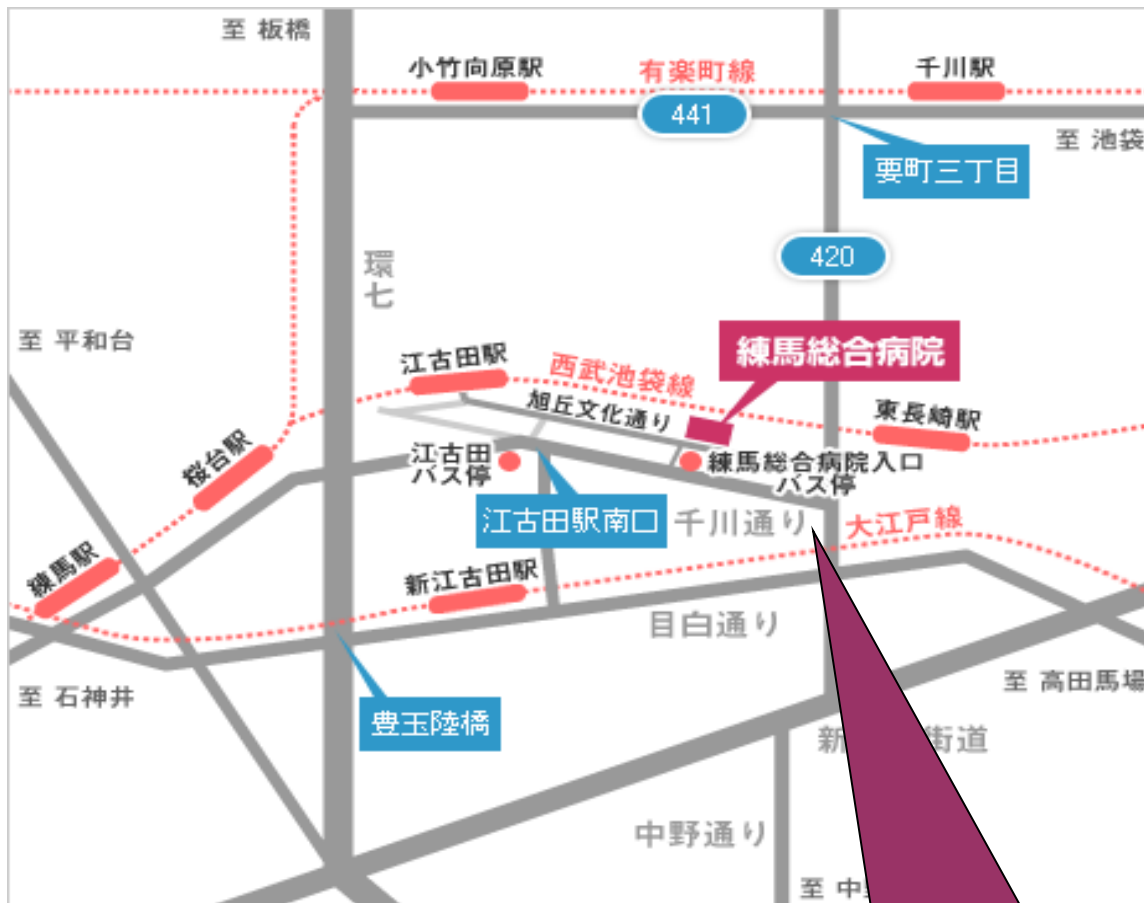 至 板橋
小竹向原駅
有楽町線
千川駅
441
至 池袋
要町三丁目
420
環七
至 平和台
練馬総合病院
江古田駅
西武池袋線
旭丘文化通り
東長崎駅
桜台駅
江古田
バス停
練馬総合病院入口
バス停
江古田駅南口
千川通り
大江戸線
練馬駅
新江古田駅
目白通り
至 石神井
至 高田馬場
豊玉陸橋
新
街道
中野通り
至 中